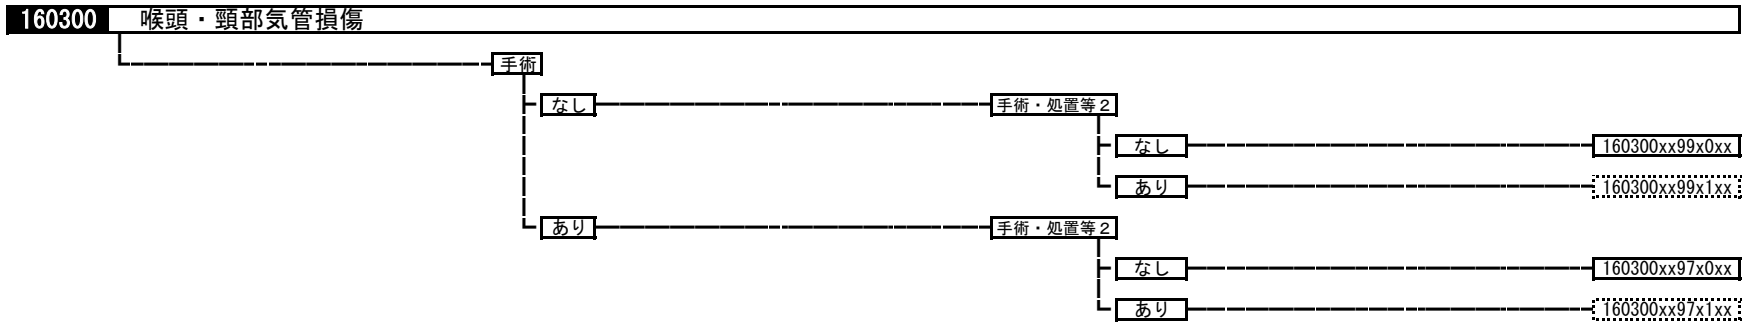 160300 喉頭・頸部気管損傷
手術
なし 手術・処置等２
なし 160300xx99x0xx
あり 160300xx99x1xx
あり 手術・処置等２
なし 160300xx97x0xx
あり 160300xx97x1xx